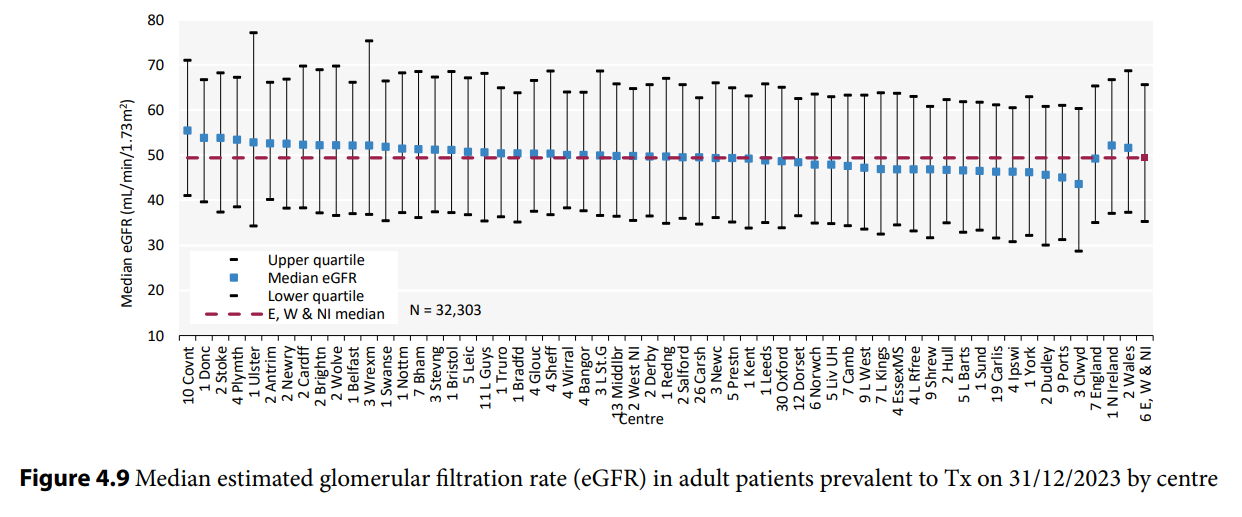 80
70
60
50
40
30
20
10
Median eGFR (mL/min/1.73m²)
Upper quartile
Median eGFR
Lower quartile
E, W & NI median
N = 32,303
10 Covnt
1 Donc
2 Stoke
4 Plymth
1 Ulster
2 Antrim
2 Newry
2 Cardff
2 Brightn
2 Wolve
1 Belfast
3 Wrexm
1 Swanse
1 Nottm
7 Bham
3 Stevng
1 Bristol
5 Leic
11 L Guys
1 Truro
1 Bradfd
4 Glouc
4 Sheff
4 Wirral
4 Bangor
3 L St.G
13 Middlbr
2 West NI
2 Derby
1 Redng
2 Salford
26 Carsh
3 Newc
5 Prestn
1 Kent
1 Leeds
30 Oxford
12 Dorset
6 Norwch
5 Liv UH
7 Camb
9 L West
7 L Kings
4 EssexMS
4 L Rfree
9 Shrew
2 Hull
5 L Barts
1 Sund
19 Carlis
4 Ipswi
1 York
2 Dudley
9 Ports
3 Clwyd
7 England
1 N Ireland
2 Wales
6 E, W & NI
Centre
Figure 4.9 Median estimated glomerular filtration rate (eGFR) in adult patients prevalent to Tx on 31/12/2023 by centre